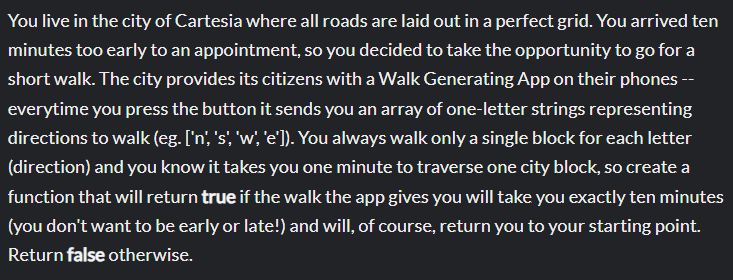 You live in the city of Cartesia where all roads are laid out in a perfect grid. You arrived ten
minutes too early to an appointment, so you decided to take the opportunity to go for a
short walk. The city provides its citizens with a Walk Generating App on their phones --
everytime you press the button it sends you an array of one-letter strings representing
directions to walk (eg. ['n', 's', 'w', 'e']). You always walk only a single block for each letter
(direction) and you know it takes you one minute to traverse one city block, so create a
function that will return true if the walk the app gives you will take you exactly ten minutes
(you don't want to be early or late!) and will, of course, return you to your starting point.
Return false otherwise.